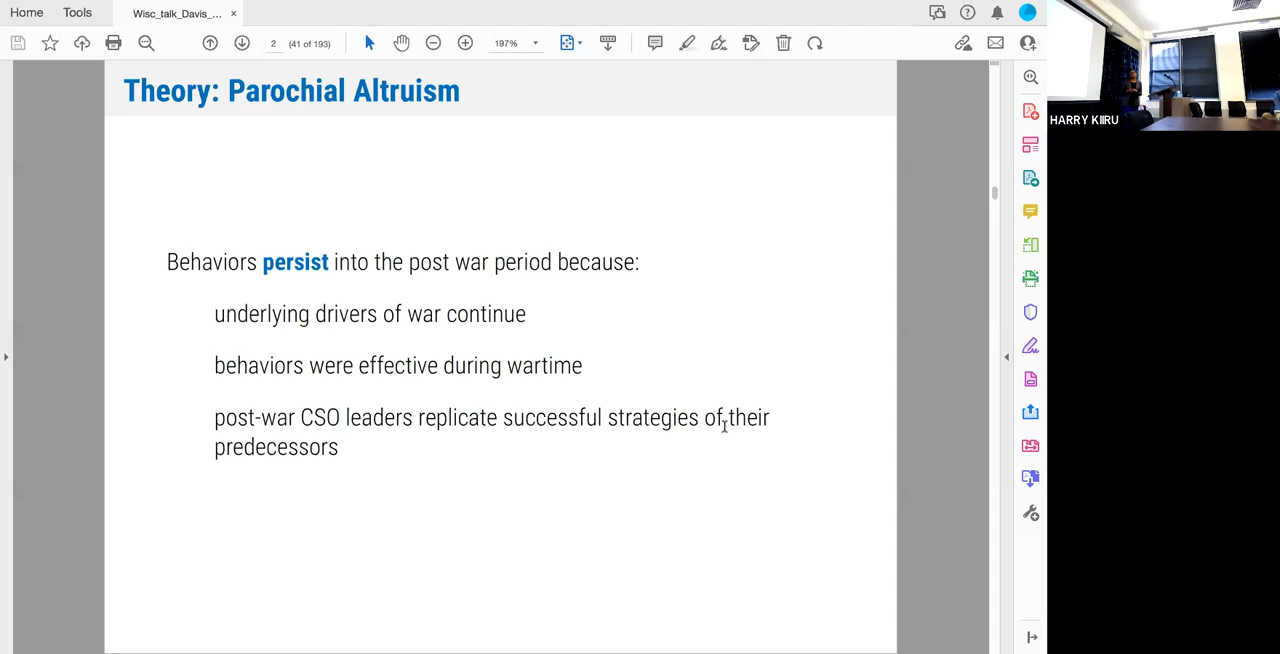 Home Tools Wisc_talk_Davis_... ×
2 (41 of 193) 197%
Theory: Parochial Altruism
HARRY KIIRU
Behaviors persist into the post war period because:
underlying drivers of war continue
behaviors were effective during wartime
post-war CSO leaders replicate successful strategies of their
predecessors